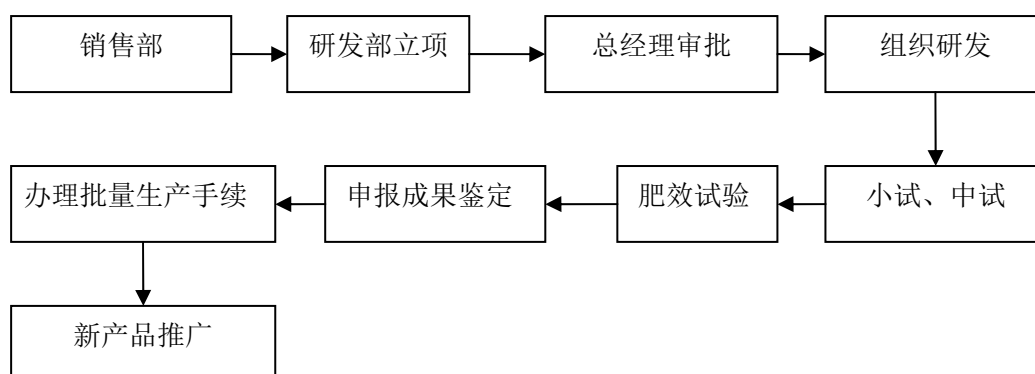 销售部
研发部立项
总经理审批
组织研发
小试、中试
肥效试验
申报成果鉴定
办理批量生产手续
新产品推广